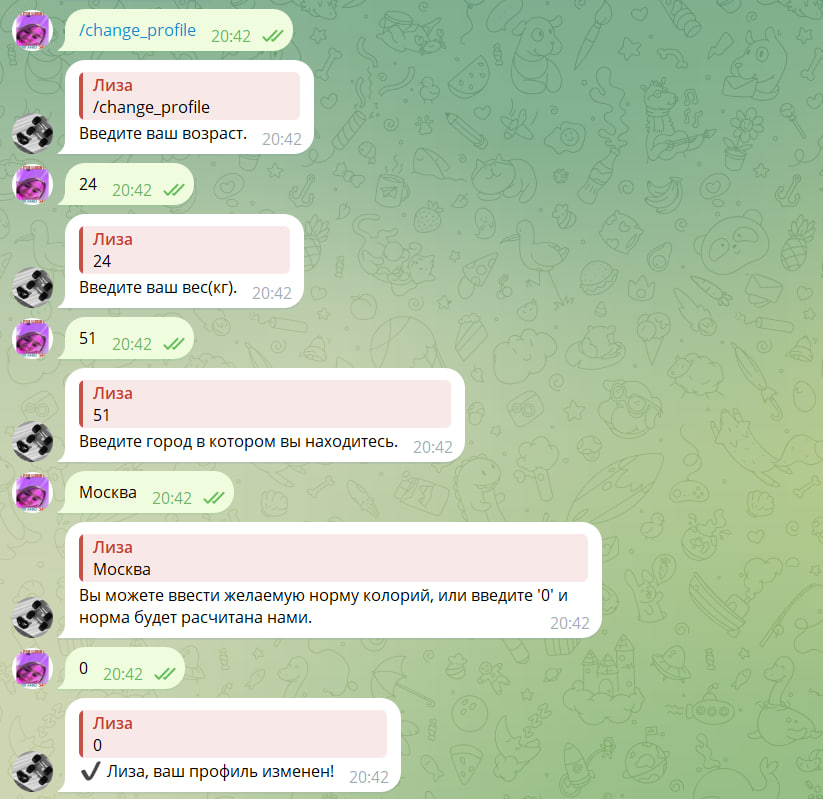 /change_profile 20:42
Лиза
/change_profile
Введите ваш возраст. 20:42
24 20:42
Лиза
24
Введите ваш вес(кг). 20:42
51 20:42
Лиза
51
Введите город в котором вы находитесь. 20:42
Москва 20:42
Лиза
Москва
Вы можете ввести желаемую норму колорий, или введите '0' и
норма будет расчитана нами. 20:42
0 20:42
Лиза
0
✔ Лиза, ваш профиль изменен! 20:42